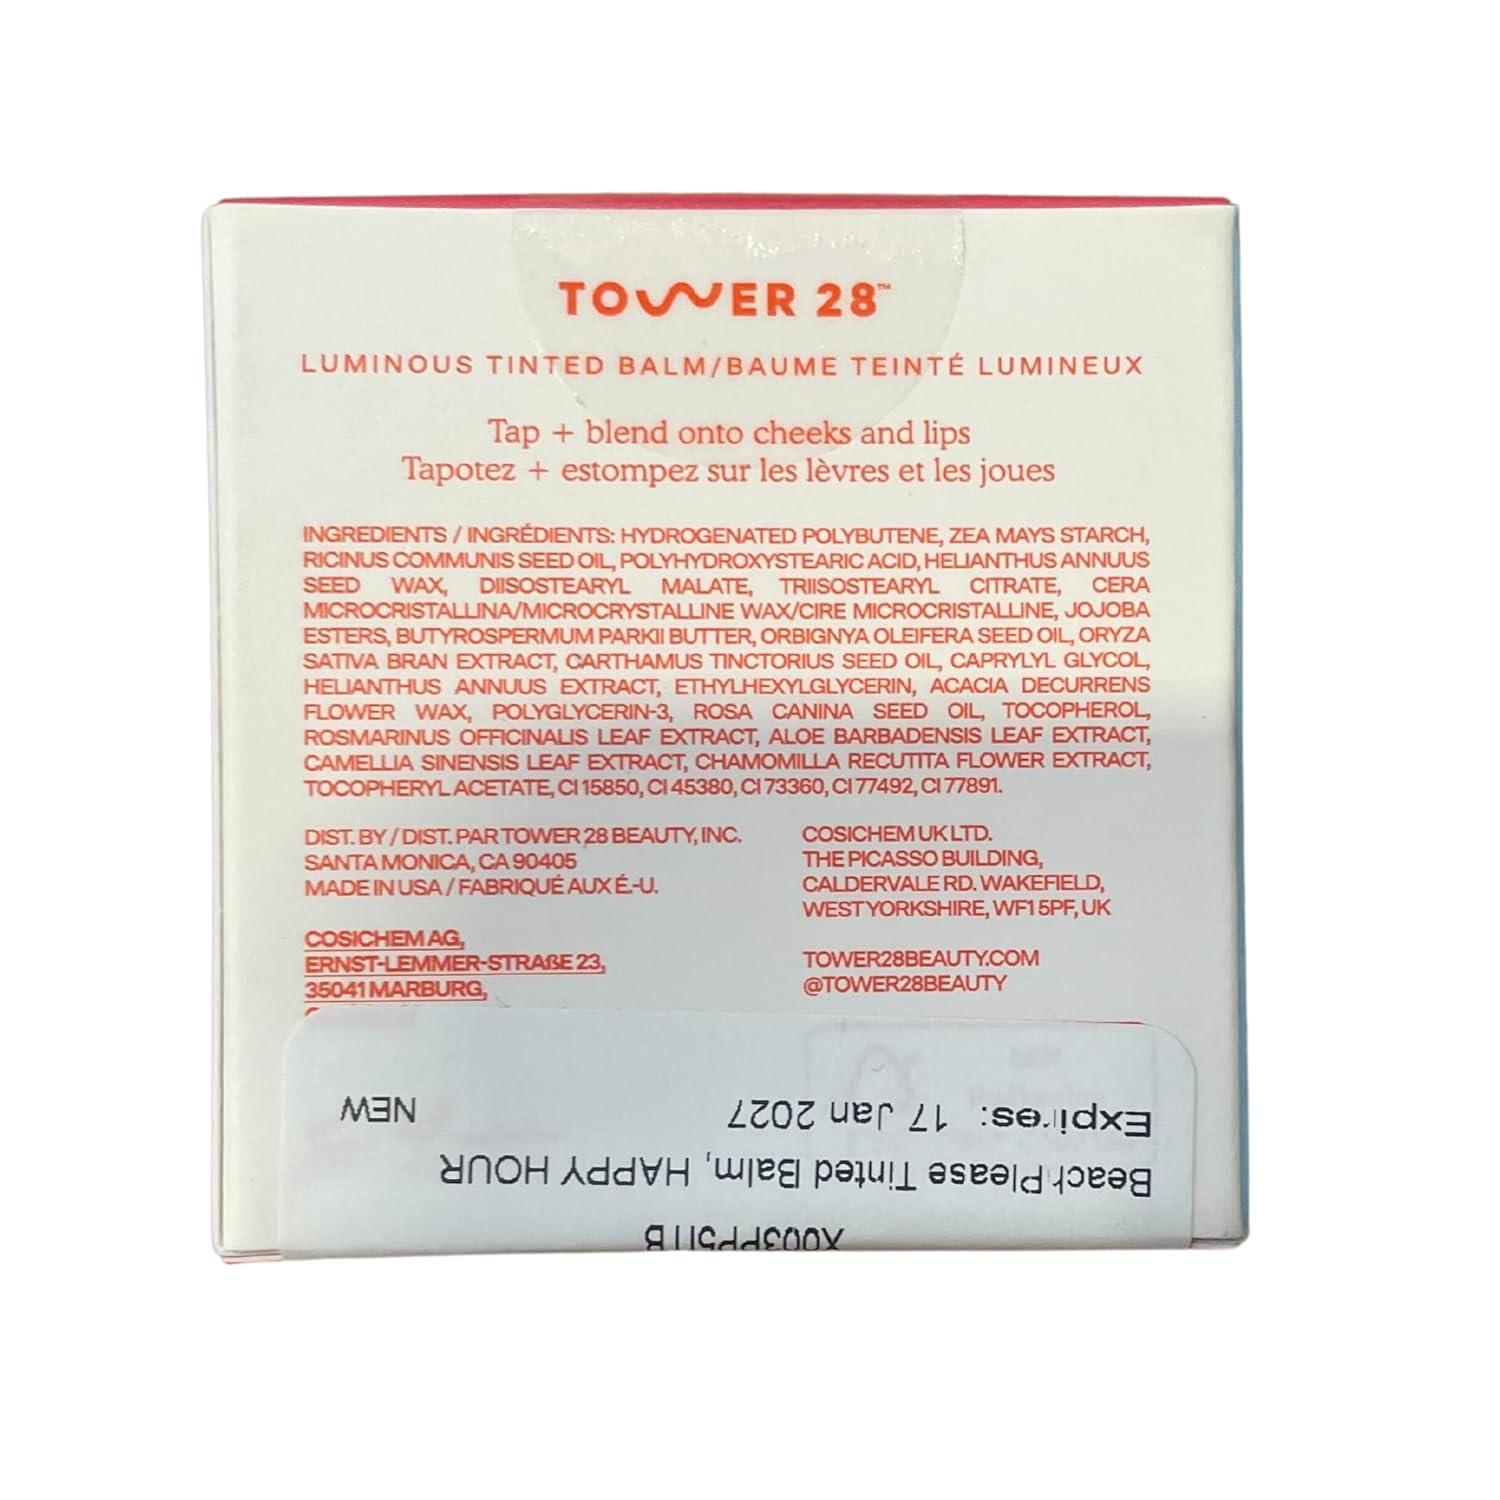 TOWER 28™
LUMINOUS TINTED BALM/BAUME TEINTÉ LUMINEUX
Tap + blend onto cheeks and lips
Tapotez + estompez sur les lèvres et les joues
INGREDIENTS / INGRÉDIENTS: HYDROGENATED POLYBUTENE, ZEA MAYS STARCH,
RICINUS COMMUNIS SEED OIL, POLYHYDROXYSTEARIC ACID, HELIANTHUS ANNUUS
SEED WAX, DIISOSTEARYL MALATE, TRIISOSTEARYL CITRATE, CERA
MICROCRISTALLINA/MICROCRYSTALLINE WAX/CIRE MICROCRISTALLINE, JOJOBA
ESTERS, BUTYROSPERMUM PARKII BUTTER, ORBIGNYA OLEIFERA SEED OIL, ORYZA
SATIVA BRAN EXTRACT, CARTHAMUS TINCTORIUS SEED OIL, CAPRYLYL GLYCOL,
HELIANTHUS ANNUUS EXTRACT, ETHYLHEXYLGLYCERIN, ACACIA DECURRENS
FLOWER WAX, POLYGLYCERIN-3, ROSA CANINA SEED OIL, TOCOPHEROL,
ROSMARINUS OFFICINALIS LEAF EXTRACT, ALOE BARBADENSIS LEAF EXTRACT,
CAMELLIA SINENSIS LEAF EXTRACT, CHAMOMILLA RECUTITA FLOWER EXTRACT,
TOCOPHERYL ACETATE, CI 15850, CI 45380, CI 73360, CI 77492, CI 77891.
DIST. BY / DIST. PAR TOWER 28 BEAUTY, INC.
SANTA MONICA, CA 90405
MADE IN USA / FABRIQUÉ AUX É.-U.
COSICHEM AG,
ERNST-LEMMER-STRAßE 23,
35041 MARBURG,
COSICHEM UK LTD.
THE PICASSO BUILDING,
CALDERVALE RD. WAKEFIELD,
WEST YORKSHIRE, WF1 5PF, UK
TOWER28BEAUTY.COM
@TOWER28BEAUTY
BeachPlease Tinted Balm, HAPPY HOUR
Expires: 17 Jan 2027 NEW